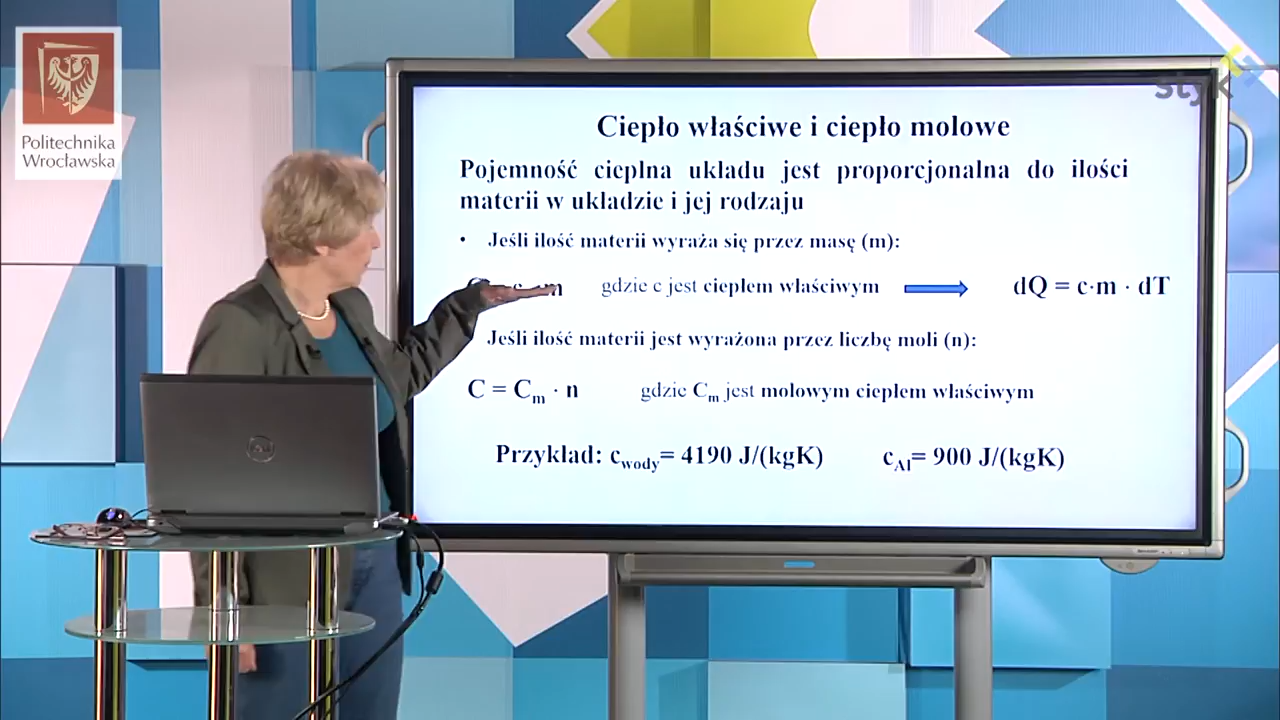 Politechnika
Wrocławska
styk
Ciepło właściwe i ciepło molowe
Pojemność cieplna układu jest proporcjonalna do ilości
materii w układzie i jej rodzaju
• Jeśli ilość materii wyraża się przez masę (m):
gdzie c jest ciepłem właściwym
dQ = c·m · dT
Jeśli ilość materii jest wyrażona przez liczbę moli (n):
C = Cm · n gdzie Cm jest molowym ciepłem właściwym
Przykład: cwody= 4190 J/(kgK) cAl= 900 J/(kgK)